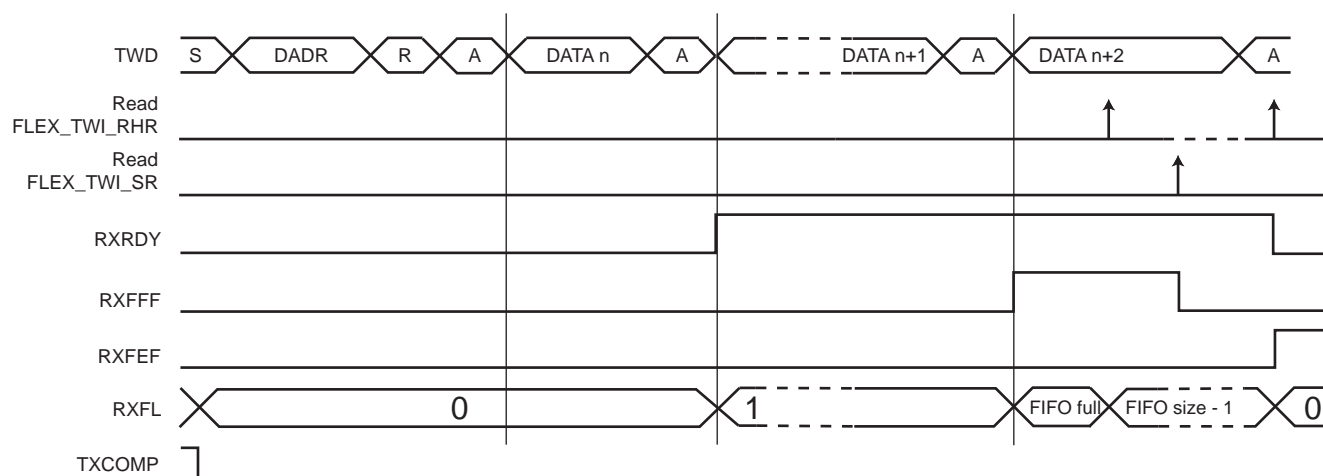 TWD S DADR R A DATA n A DATA n+1 A DATA n+2 A
Read
FLEX_TWI_RHR
Read
FLEX_TWI_SR
RXRDY
RXFFF
RXFEF
RXFL 0 1 FIFO full FIFO size - 1 0
TXCOMP